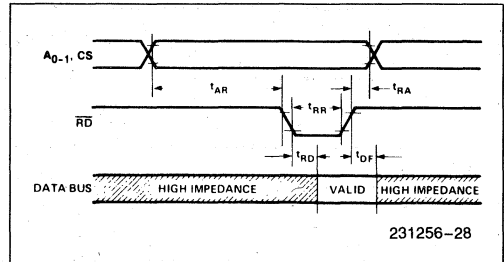 A0-1, CS
tAR
tRA
RD
tRR
tRD
tDF
DATA BUS
HIGH IMPEDANCE
VALID
HIGH IMPEDANCE
231256-28